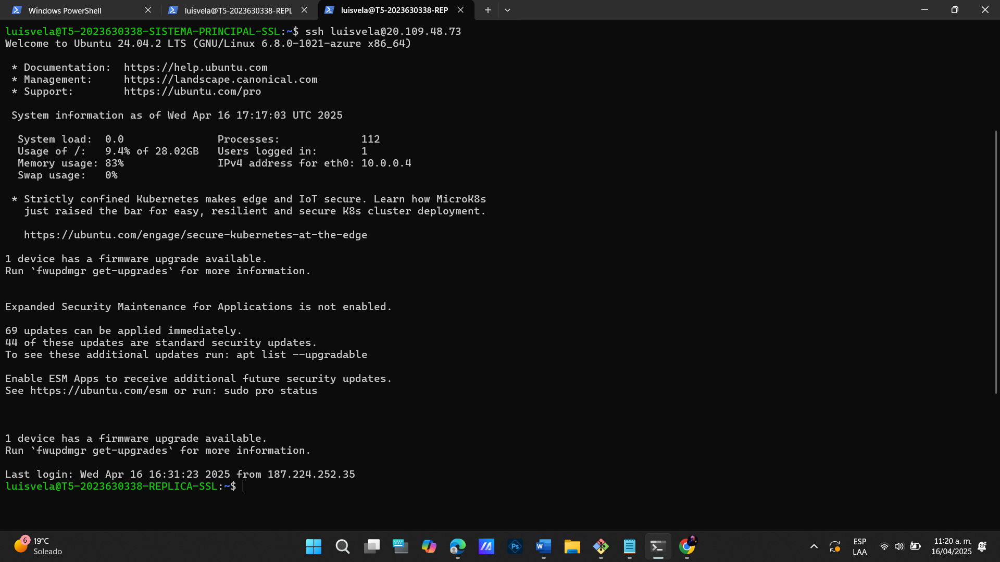 Windows PowerShell
luisvela@T5-2023630338-REPL
luisvela@T5-2023630338-REP
luisvela@T5-2023630338-SISTEMA-PRINCIPAL-SSL:~$ ssh luisvela@20.109.48.73
Welcome to Ubuntu 24.04.2 LTS (GNU/Linux 6.8.0-1021-azure x86_64)
* Documentation:  https://help.ubuntu.com
* Management:     https://landscape.canonical.com
* Support:        https://ubuntu.com/pro
System information as of Wed Apr 16 17:17:03 UTC 2025
System load:  0.0               Processes:             112
Usage of /:   9.4% of 28.02GB   Users logged in:       1
Memory usage: 83%               IPv4 address for eth0: 10.0.0.4
Swap usage:   0%
* Strictly confined Kubernetes makes edge and IoT secure. Learn how MicroK8s
just raised the bar for easy, resilient and secure K8s cluster deployment.
https://ubuntu.com/engage/secure-kubernetes-at-the-edge
1 device has a firmware upgrade available.
Run `fwupdmgr get-upgrades` for more information.
Expanded Security Maintenance for Applications is not enabled.
69 updates can be applied immediately.
44 of these updates are standard security updates.
To see these additional updates run: apt list --upgradable
Enable ESM Apps to receive additional future security updates.
See https://ubuntu.com/esm or run: sudo pro status
1 device has a firmware upgrade available.
Run `fwupdmgr get-upgrades` for more information.
Last login: Wed Apr 16 16:31:23 2025 from 187.224.252.35
luisvela@T5-2023630338-REPLICA-SSL:~$
6
19°C
Soleado
Ps
W
ESP
LAA
11:20 a. m.
16/04/2025